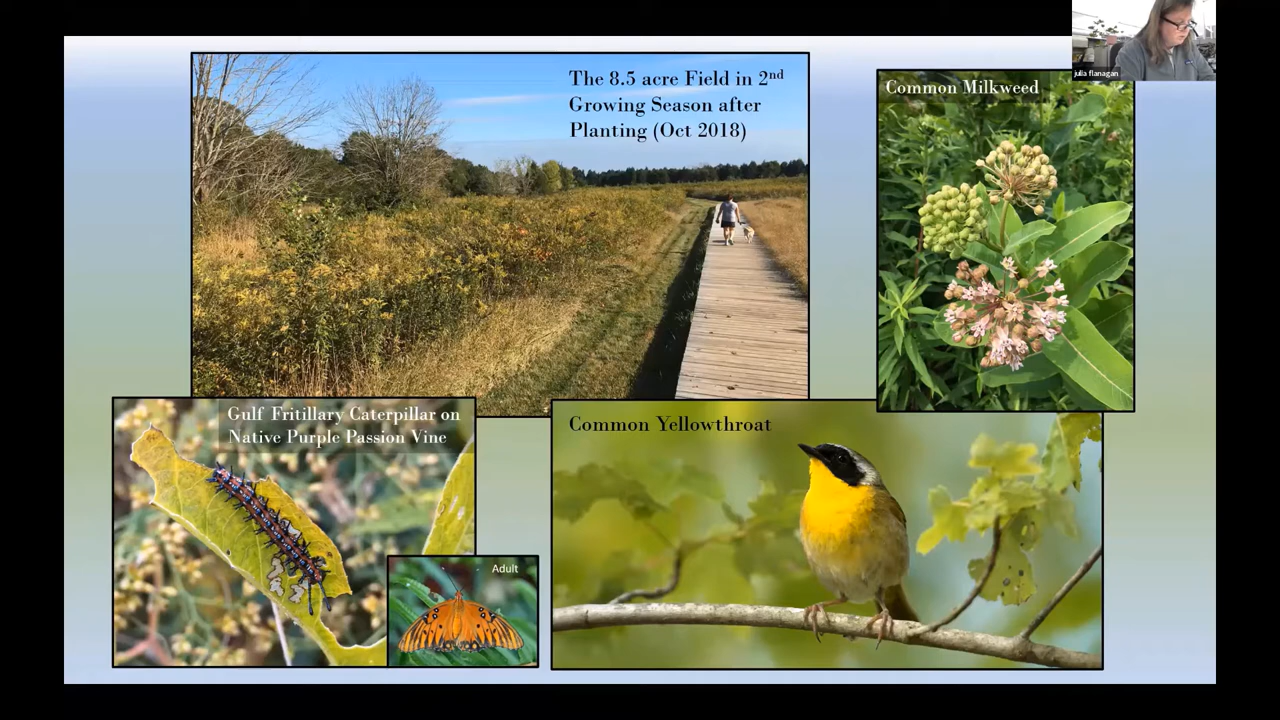 The 8.5 acre Field in 2nd
Growing Season after
Planting (Oct 2018)
Common Milkweed
julia flanagan
Gulf Fritillary Caterpillar on
Native Purple Passion Vine
Common Yellowthroat
Adult